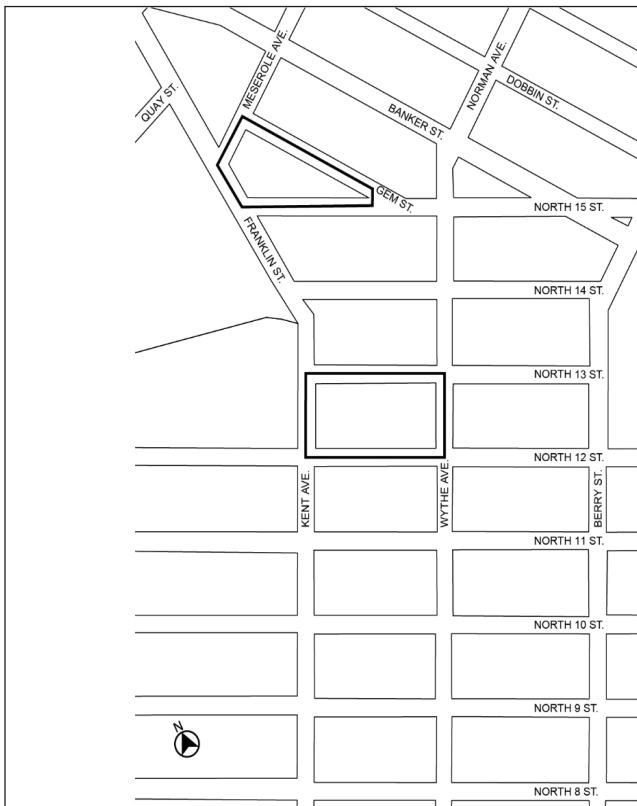 QUAY ST.
MESEROLE AVE.
NORMAN AVE.
DOBBIN ST.
BANKER ST.
GEM ST.
NORTH 15 ST.
FRANKLIN ST.
NORTH 14 ST.
NORTH 13 ST.
NORTH 12 ST.
KENT AVE.
WYTHE AVE.
BERRY ST.
NORTH 11 ST.
NORTH 10 ST.
NORTH 9 ST.
N
NORTH 8 ST.